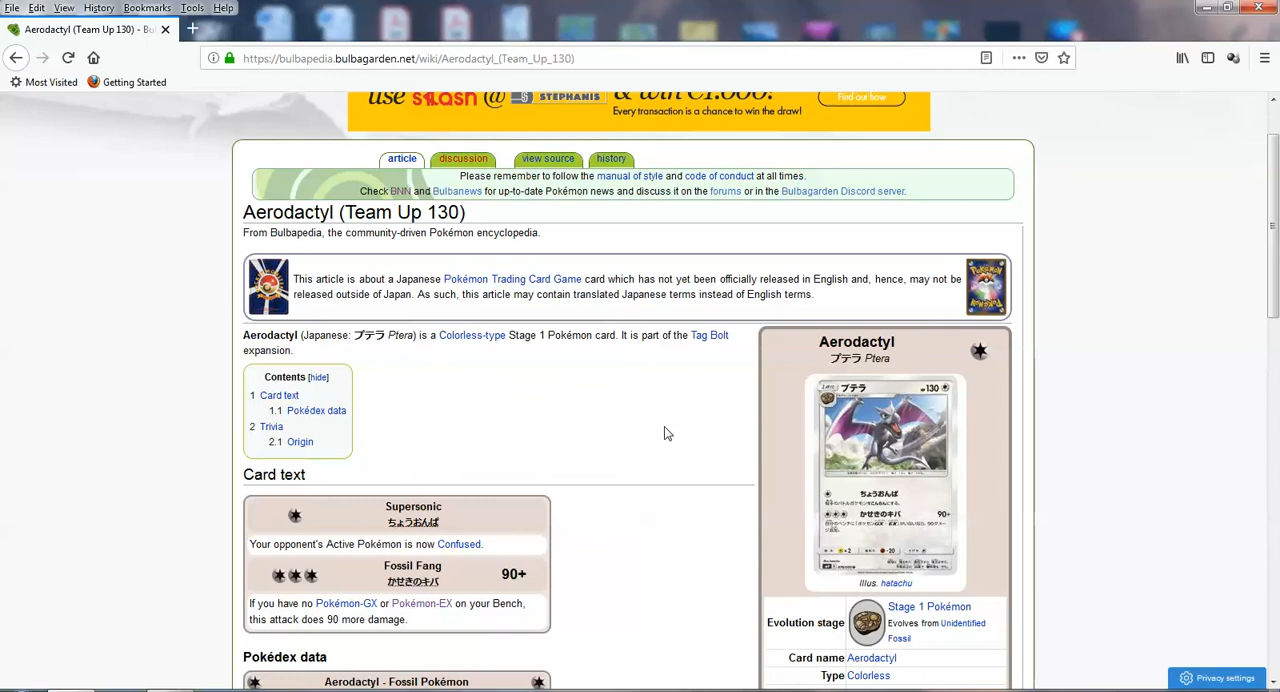 File Edit View History Bookmarks Tools Help
Aerodactyl (Team Up 130) - Bu
https://bulbapedia.bulbagarden.net/wiki/Aerodactyl_(Team_Up_130)
Most Visited Getting Started
use @ STEPHANIS & win €1.000!
Find out how
Every transaction is a chance to win the draw!
article discussion view source history
Please remember to follow the manual of style and code of conduct at all times.
Check BNN and Bulbanews for up-to-date Pokémon news and discuss it on the forums or in the Bulbagarden Discord server.
Aerodactyl (Team Up 130)
From Bulbapedia, the community-driven Pokémon encyclopedia.
This article is about a Japanese Pokémon Trading Card Game card which has not yet been officially released in English and, hence, may not be
released outside of Japan. As such, this article may contain translated Japanese terms instead of English terms.
Aerodactyl (Japanese: プテラ Ptera) is a Colorless-type Stage 1 Pokémon card. It is part of the Tag Bolt
expansion.
Contents [hide]
1 Card text
1.1 Pokédex data
2 Trivia
2.1 Origin
Card text
Supersonic
ちょうおんぱ
Your opponent's Active Pokémon is now Confused.
Fossil Fang 90+
かせきのキバ
If you have no Pokémon-GX or Pokémon-EX on your Bench,
this attack does 90 more damage.
Pokédex data
Aerodactyl - Fossil Pokémon
Aerodactyl
プテラ Ptera
プテラ 130
ちょうおんぱ
かせきのキバ 90+
Illus. hatachu
Evolution stage
Stage 1 Pokémon
Evolves from Unidentified
Fossil
Card name Aerodactyl
Type Colorless
Privacy settings